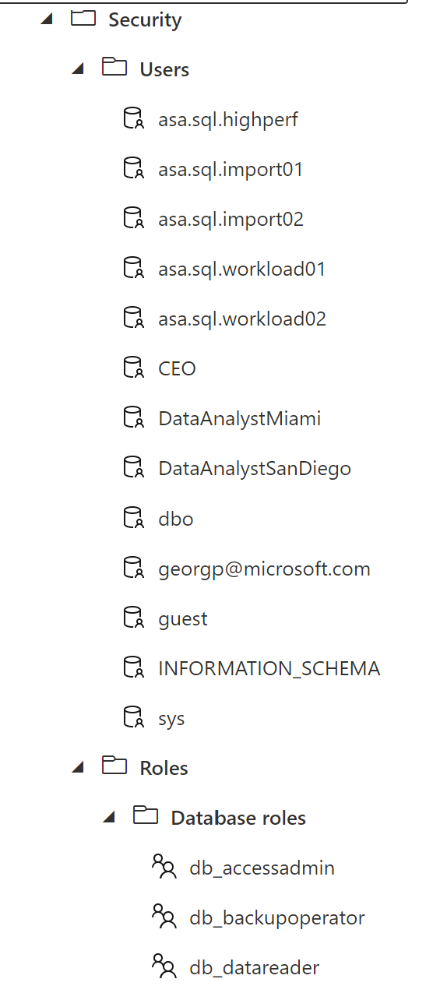 Security
Users
asa.sql.highperf
asa.sql.import01
asa.sql.import02
asa.sql.workload01
asa.sql.workload02
CEO
DataAnalystMiami
DataAnalystSanDiego
dbo
georgp@microsoft.com
guest
INFORMATION_SCHEMA
sys
Roles
Database roles
db_accessadmin
db_backupoperator
db_datareader